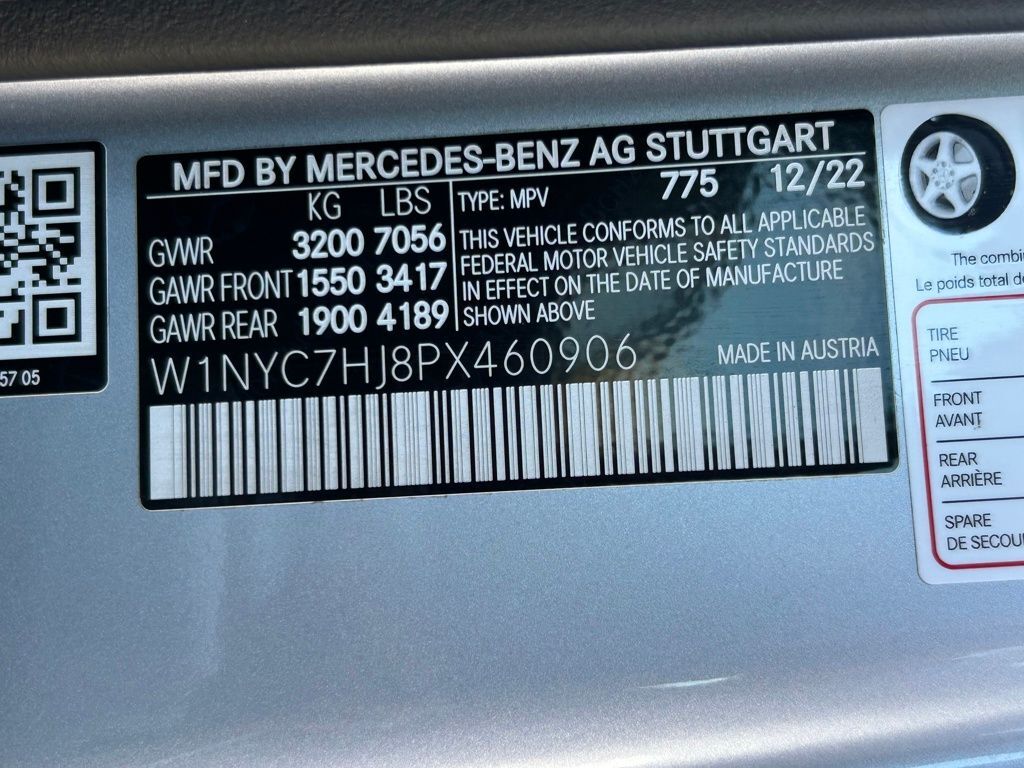 57 05
MFD BY MERCEDES-BENZ AG STUTTGART
KG LBS
GVWR 3200 7056
GAWR FRONT 1550 3417
GAWR REAR 1900 4189
TYPE: MPV 775 12/22
THIS VEHICLE CONFORMS TO ALL APPLICABLE
FEDERAL MOTOR VEHICLE SAFETY STANDARDS
IN EFFECT ON THE DATE OF MANUFACTURE
SHOWN ABOVE
W1NYC7HJ8PX460906 MADE IN AUSTRIA
The combi
Le poids total de
TIRE
PNEU
FRONT
AVANT
REAR
ARRIÈRE
SPARE
DE SECOU